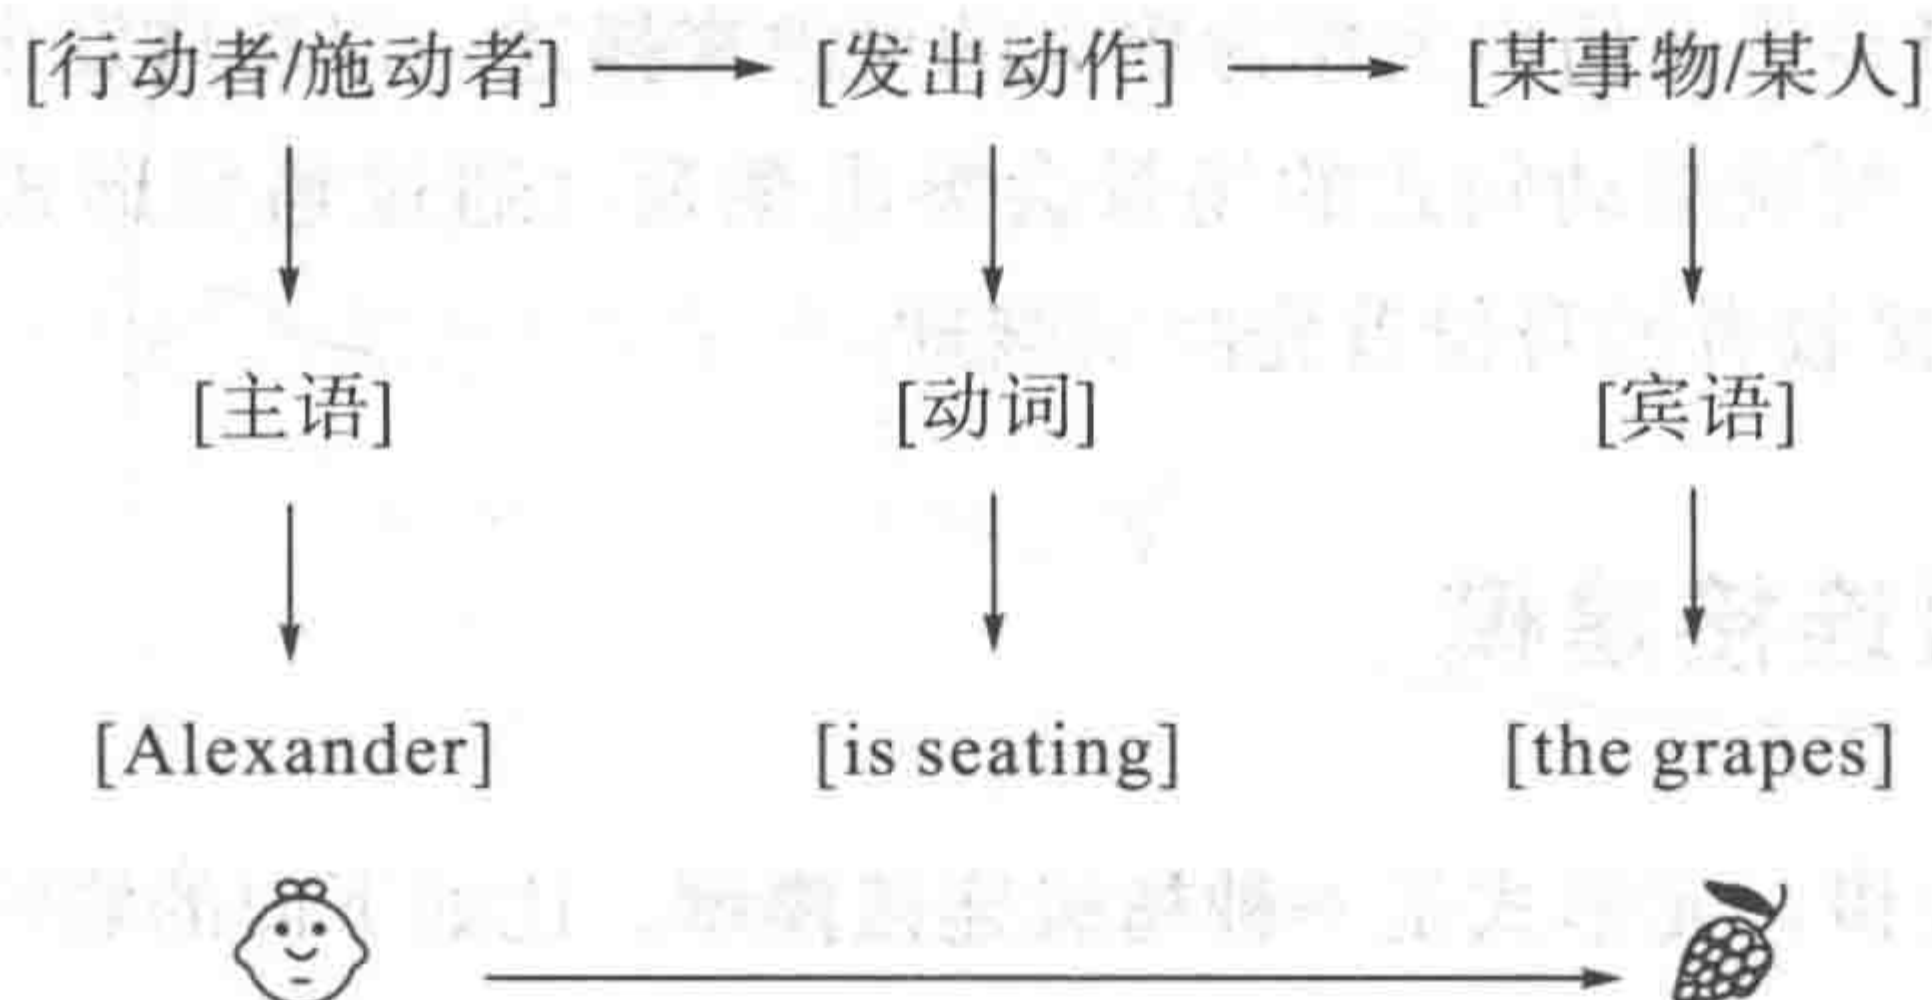 [行动者/施动者] [发出动作] [某事物/某人]
[主语] [动词] [宾语]
[Alexander] [is seating] [the grapes]